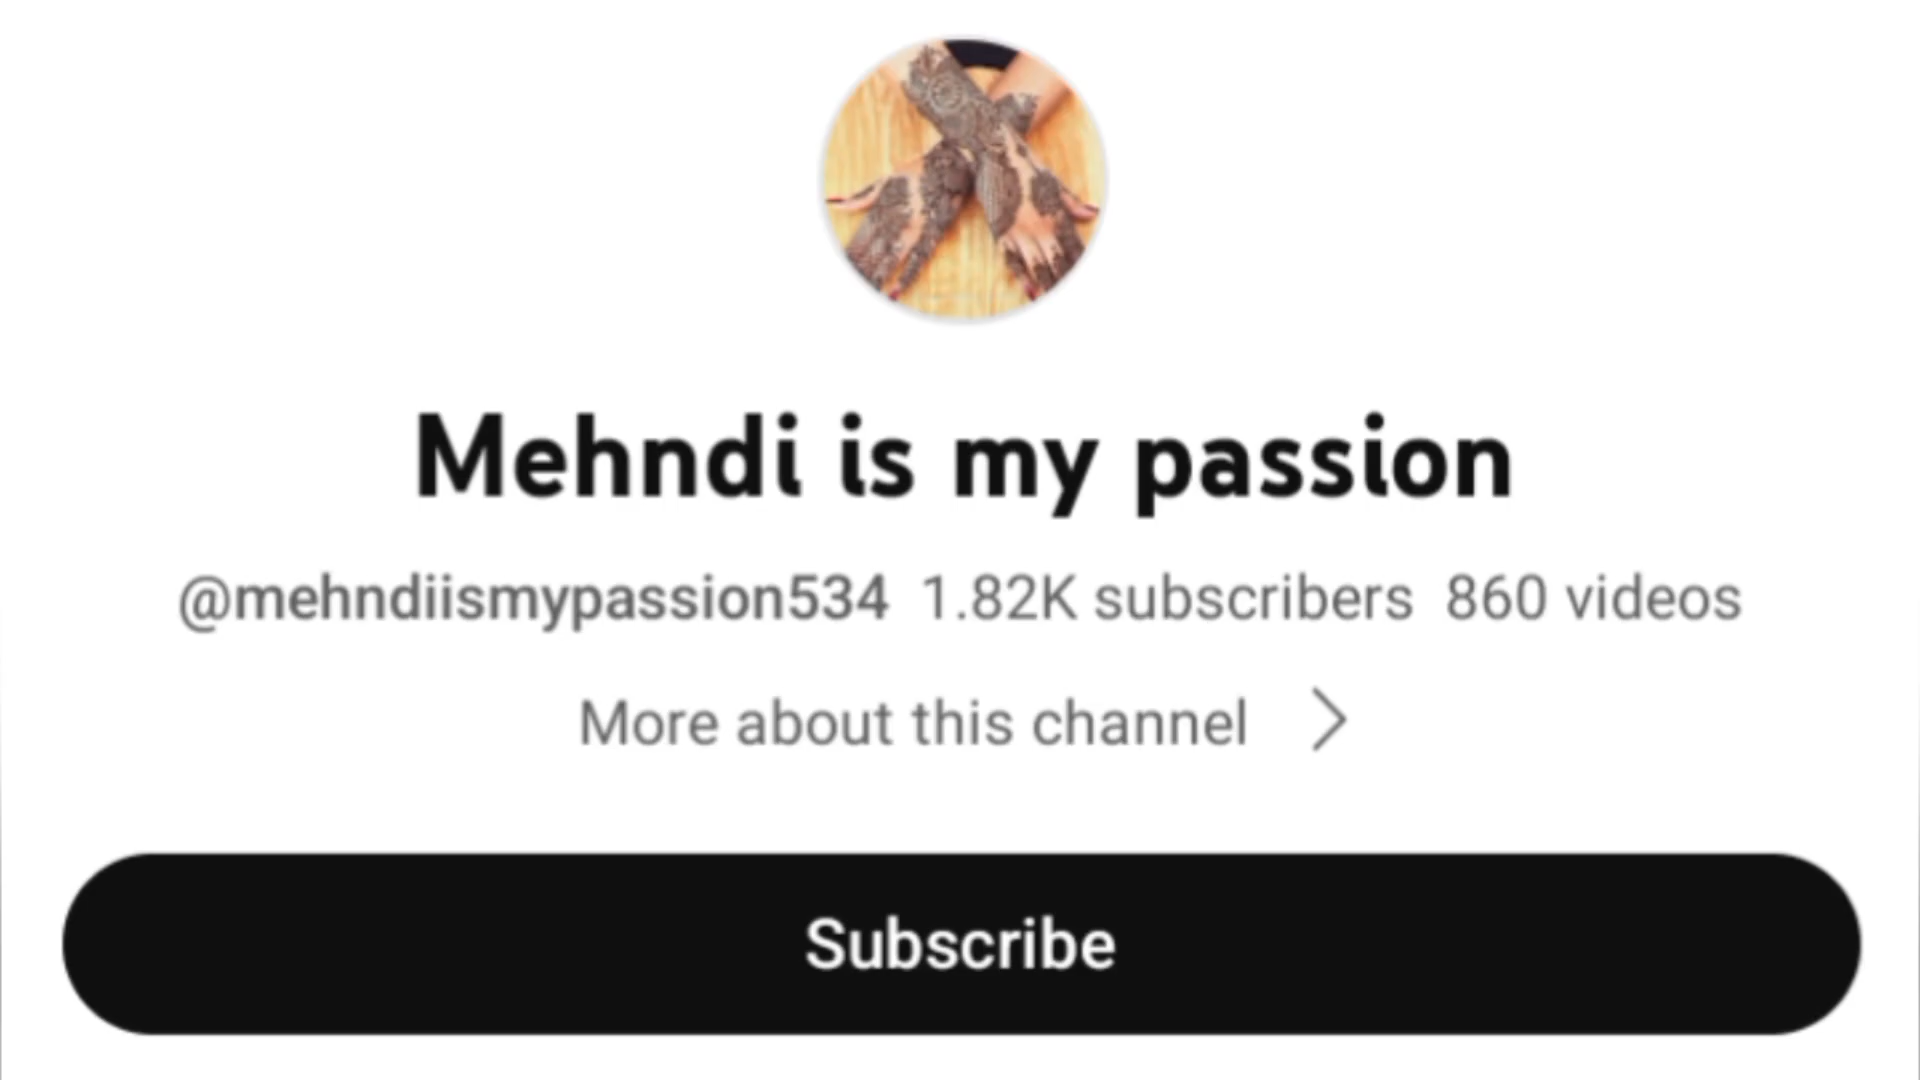 Mehndi is my passion
@mehndiismypassion534 1.82K subscribers 860 videos
More about this channel
Subscribe